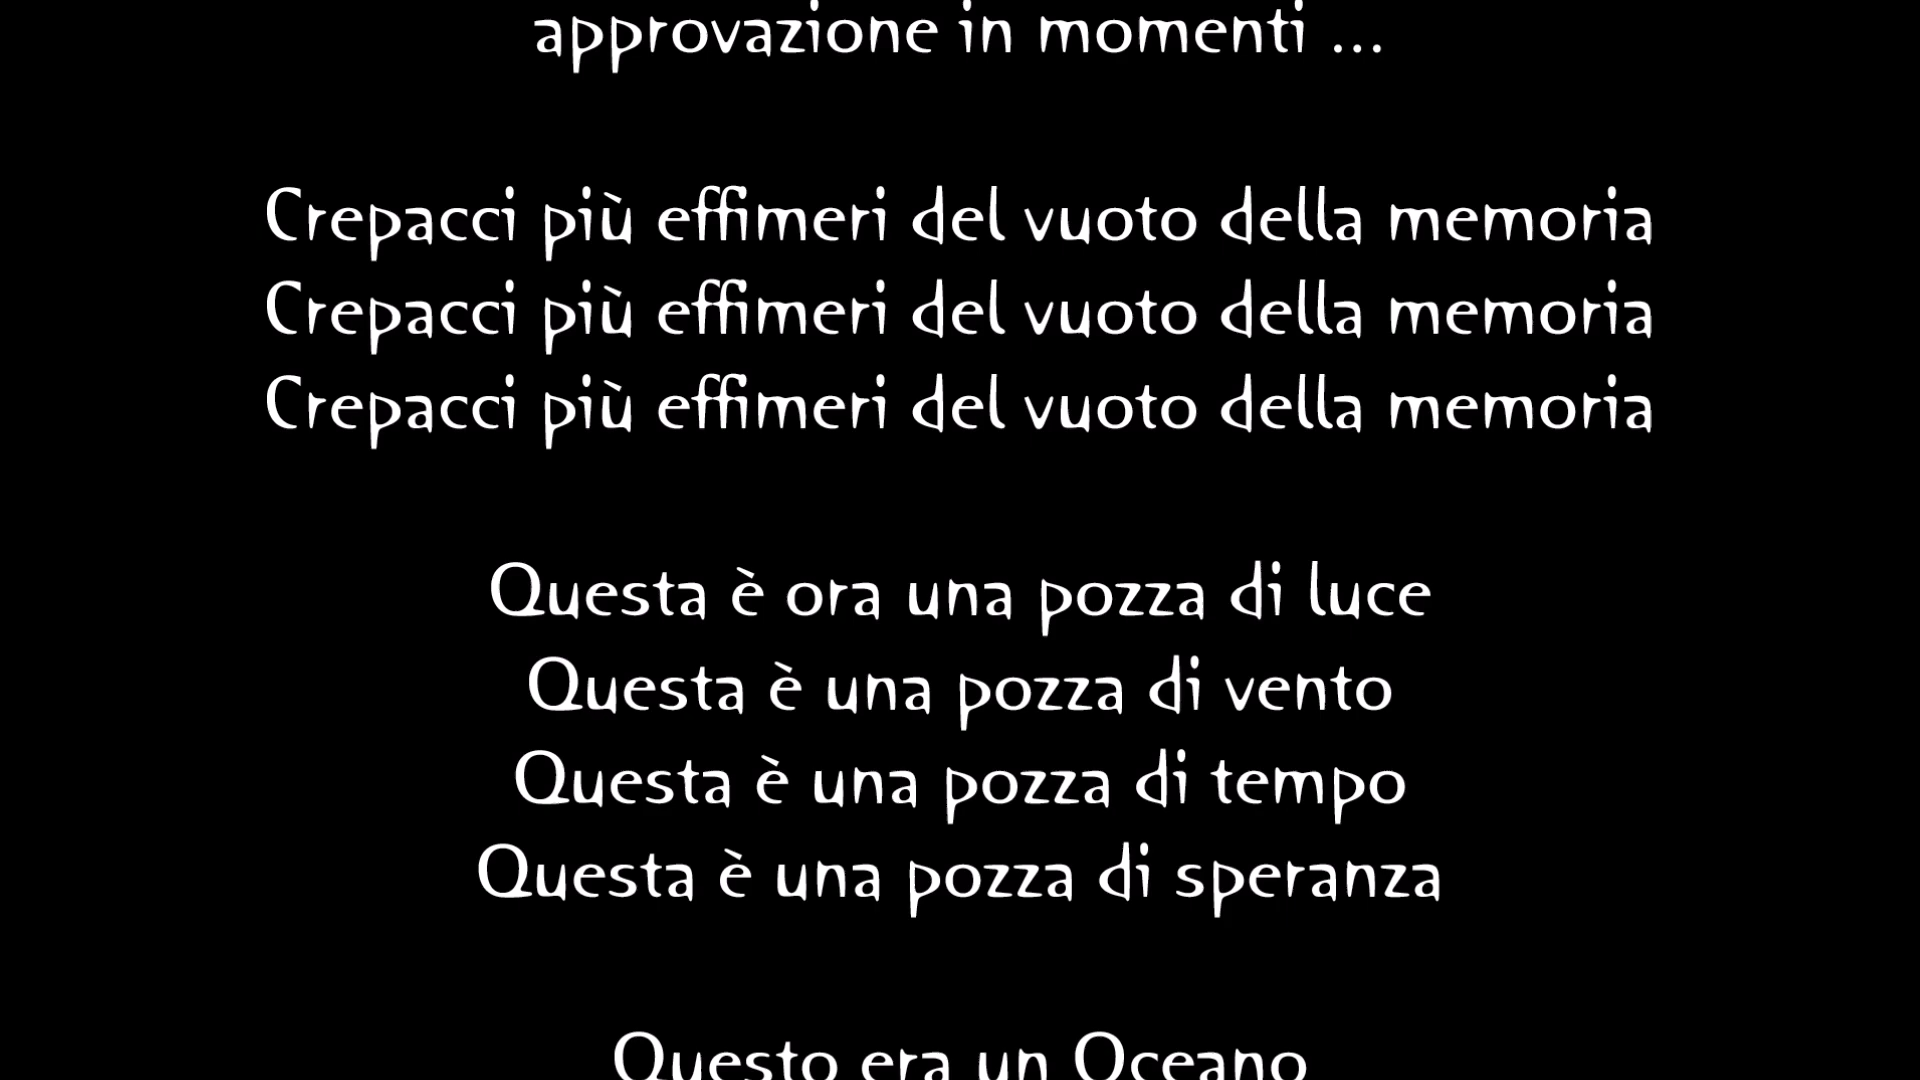 approvazione in momenti ...
Crepacci più effimeri del vuoto della memoria
Crepacci più effimeri del vuoto della memoria
Crepacci più effimeri del vuoto della memoria
Questa è ora una pozza di luce
Questa è una pozza di vento
Questa è una pozza di tempo
Questa è una pozza di speranza
Questo era un Oceano